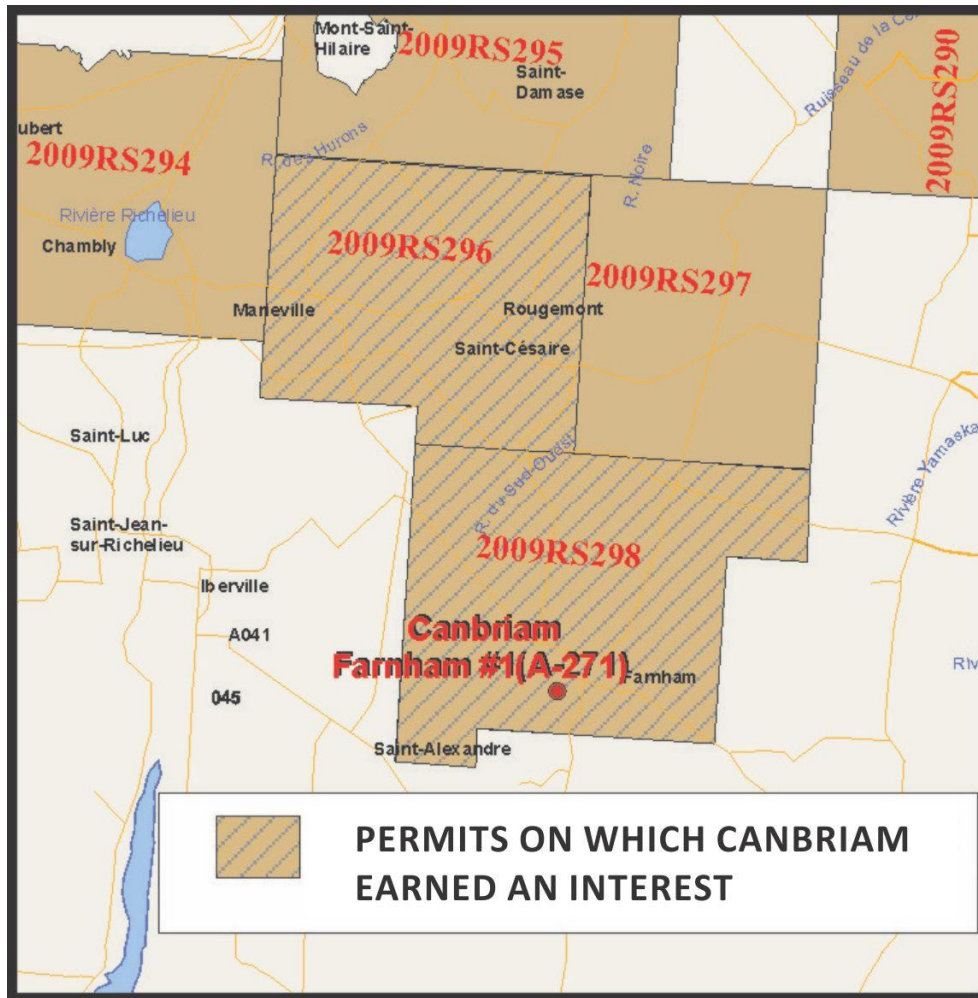 Mont-Saint-
Hilaire
2009RS295
Saint-
Damase
Ruisseau de la Co
2009RS290
ubert
2009RS294
R. des Hurons
R. Noire
Rivière Richelieu
Chambly
2009RS296
2009RS297
Marieville
Rougemont
Saint-Césaire
Saint-Luc
R. du Sud-Ouest
Rivière Yamaska
Saint-Jean-
sur-Richelieu
2009RS298
Iberville
A041
Canbriam
Farnham #1(A-271)
Farnham
Riv
045
Saint-Alexandre
PERMITS ON WHICH CANBRIAM
EARNED AN INTEREST